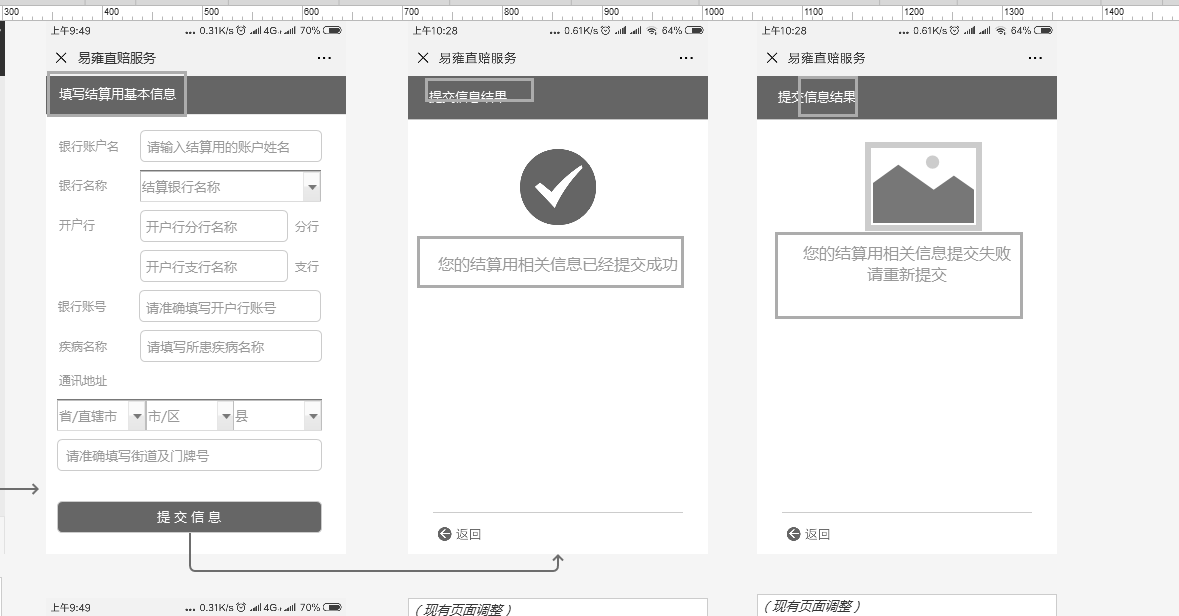 300 400 500 600 700 800 900 1000 1100 1200 1300 1400
上午9:49 ... 0.31K/s 4G 70%
易雍直赔服务 ...
填写结算用基本信息
银行账户名 请输入结算用的账户姓名
银行名称 结算银行名称
开户行 开户行分行名称 分行
开户行支行名称 支行
银行账号 请准确填写开户行账号
疾病名称 请填写所患疾病名称
通讯地址
省/直辖市 市/区 县
请准确填写街道及门牌号
提交信息
上午10:28 ... 0.61K/s 64%
易雍直赔服务 ...
提交信息结果
您的结算用相关信息已经提交成功
返回
上午10:28 ... 0.61K/s 64%
易雍直赔服务 ...
提交信息结果
您的结算用相关信息提交失败
请重新提交
返回
上午9:49 ... 0.31K/s 4G 70%
（现有页面调整）
（现有页面调整）